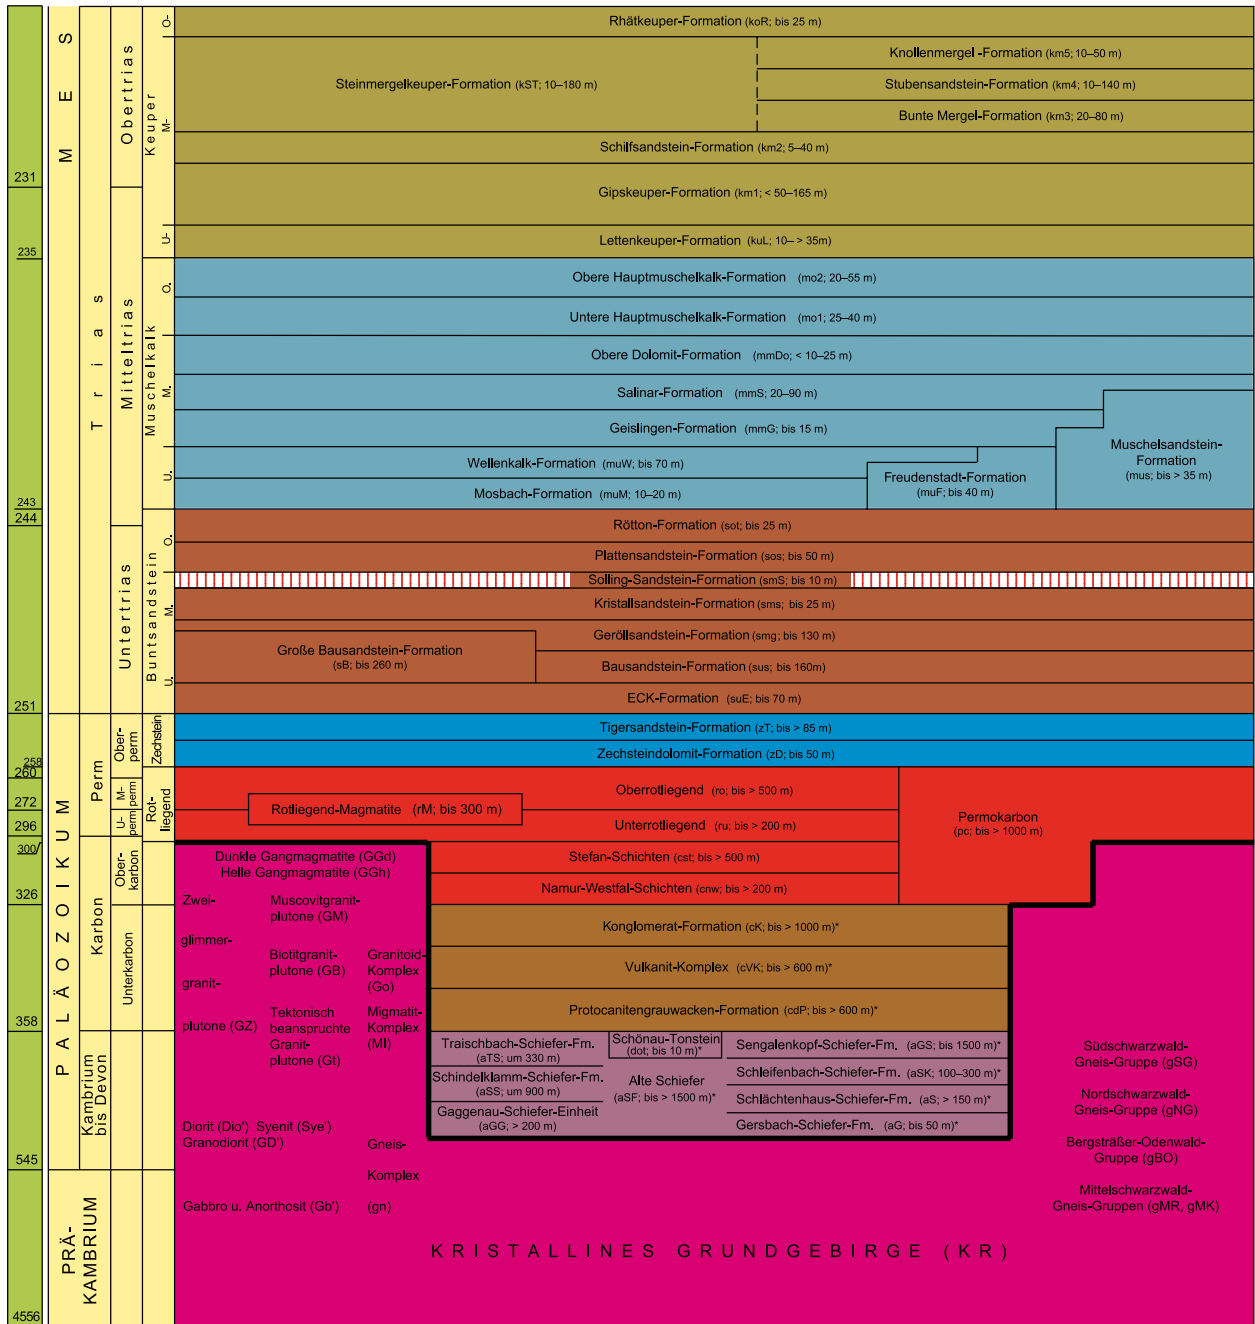 231
235
243
244
251
258
260
272
296
300
326
358
545
4556
M E S
PALÄOZOIKUM
PRÄ-
KAMBRIUM
Trias
Perm
Karbon
Kambrium
bis Devon
Obertrias
Mitteltrias
Untertrias
Ober-
perm
M-
perm
U-
perm
Ober-
karbon
Unterkarbon
Keuper
O-
M-
U-
Muschelkalk
O.
M.
U.
Buntsandstein
O.
M.
U.
Zechstein
Rot-
liegend
Rhätkeuper-Formation (koR; bis 25 m)
Steinmergelkeuper-Formation (kST; 10–180 m)
Knollenmergel -Formation (km5; 10–50 m)
Stubensandstein-Formation (km4; 10–140 m)
Bunte Mergel-Formation (km3; 20–80 m)
Schilfsandstein-Formation (km2; 5–40 m)
Gipskeuper-Formation (km1; < 50–165 m)
Lettenkeuper-Formation (kuL; 10– > 35m)
Obere Hauptmuschelkalk-Formation (mo2; 20–55 m)
Untere Hauptmuschelkalk-Formation (mo1; 25–40 m)
Obere Dolomit-Formation (mmDo; < 10–25 m)
Salinar-Formation (mmS; 20–90 m)
Geislingen-Formation (mmG; bis 15 m)
Muschelsandstein-
Formation
(mus; bis > 35 m)
Wellenkalk-Formation (muW; bis 70 m)
Mosbach-Formation (muM; 10–20 m)
Freudenstadt-Formation
(muF; bis 40 m)
Rötton-Formation (sot; bis 25 m)
Plattensandstein-Formation (sos; bis 50 m)
Solling-Sandstein-Formation (smS; bis 10 m)
Kristallsandstein-Formation (sms; bis 25 m)
Geröllsandstein-Formation (smg; bis 130 m)
Große Bausandstein-Formation
(sB; bis 260 m)
Bausandstein-Formation (sus; bis 160m)
ECK-Formation (suE; bis 70 m)
Tigersandstein-Formation (zT; bis > 85 m)
Zechsteindolomit-Formation (zD; bis 50 m)
Oberrotliegend (ro; bis > 500 m)
Rotliegend-Magmatite (rM; bis 300 m)
Unterrotliegend (ru; bis > 200 m)
Permokarbon
(pc; bis > 1000 m)
Stefan-Schichten (cst; bis > 500 m)
Namur-Westfal-Schichten (cnw, bis > 200 m)
Dunkle Gangmagmatite (GGd)
Helle Gangmagmatite (GGh)
Zwei-
glimmer-
granit-
plutone (GZ)
Muscovitgranit-
plutone (GM)
Biotitgranit-
plutone (GB)
Tektonisch
beanspruchte
Granit-
plutone (Gt)
Granitoid-
Komplex
(Go)
Migmatit-
Komplex
(MI)
Konglomerat-Formation (cK; bis > 1000 m)*
Vulkanit-Komplex (cVK; bis > 600 m)*
Protocanitengrauwacken-Formation (cdP; bis > 600 m)*
Traischbach-Schiefer-Fm.
(aTS; um 330 m)
Schindelklamm-Schiefer-Fm.
(aSS; um 900 m)
Gaggenau-Schiefer-Einheit
(aGG; > 200 m)
Schönau-Tonstein
(dot; bis 10 m)*
Alte Schiefer
(aSF; bis > 1500 m)*
Sengalenkopf-Schiefer-Fm. (aGS; bis 1500 m)*
Schleifenbach-Schiefer-Fm. (aSK; 100–300 m)*
Schlächtenhaus-Schiefer-Fm. (aS; > 150 m)*
Gersbach-Schiefer-Fm. (aG; bis 50 m)*
Diorit (Dio') Syenit (Sye')
Granodiorit (GD')
Gabbro u. Anorthosit (Gb')
Gneis-
Komplex
(gn)
Südschwarzwald-
Gneis-Gruppe (gSG)
Nordschwarzwald-
Gneis-Gruppe (gNG)
Bergsträßer-Odenwald-
Gruppe (gBO)
Mittelschwarzwald-
Gneis-Gruppen (gMR, gMK)
KRISTALLINES GRUNDGEBIRGE (KR)